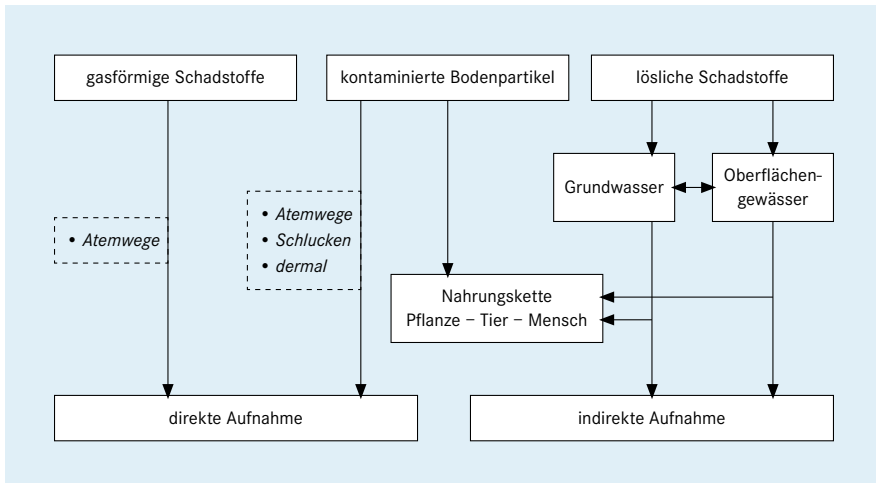 gasförmige Schadstoffe
kontaminierte Bodenpartikel
lösliche Schadstoffe
Grundwasser
Oberflächen-
gewässer
• Atemwege
• Atemwege
• Schlucken
• dermal
Nahrungskette
Pflanze – Tier – Mensch
direkte Aufnahme
indirekte Aufnahme